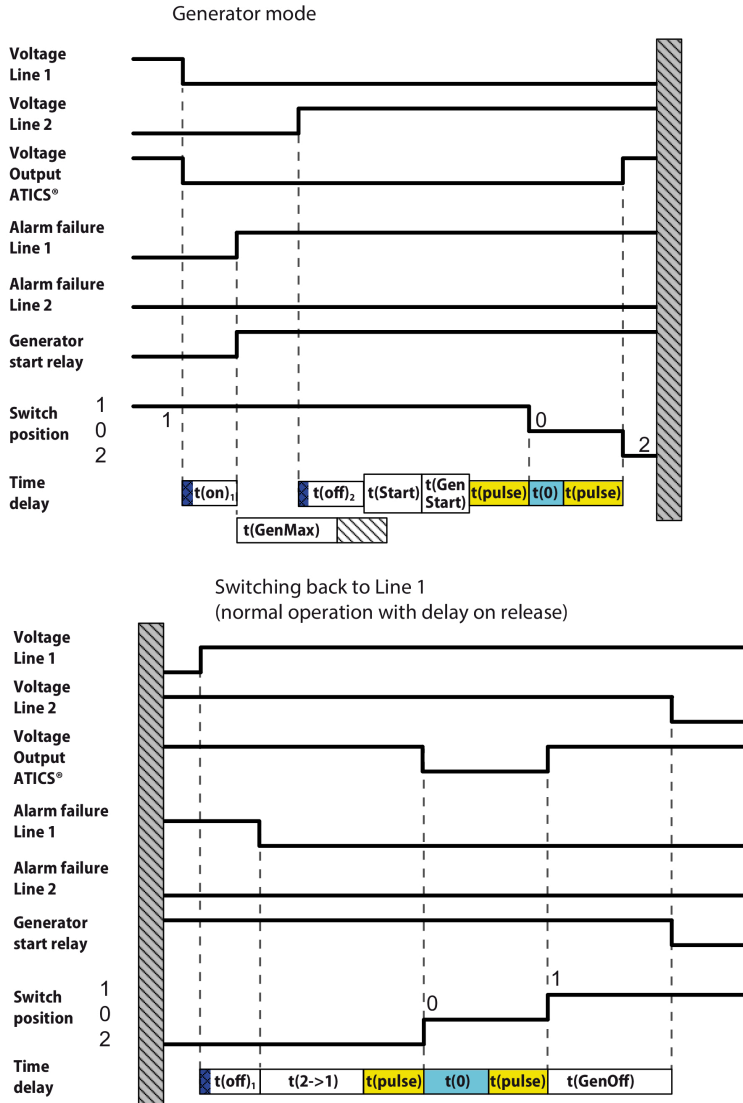 Generator mode
Voltage
Line 1
Voltage
Line 2
Voltage
Output
ATICS®
Alarm failure
Line 1
Alarm failure
Line 2
Generator
start relay
Switch
position
1
0
2
1
0
2
Time
delay
t(on)₁
t(off)₂
t(Start)
t(Gen
Start)
t(pulse)
t(0)
t(pulse)
t(GenMax)
Switching back to Line 1
(normal operation with delay on release)
Voltage
Line 1
Voltage
Line 2
Voltage
Output
ATICS®
Alarm failure
Line 1
Alarm failure
Line 2
Generator
start relay
Switch
position
1
0
2
0
1
Time
delay
t(off)₁
t(2->1)
t(pulse)
t(0)
t(pulse)
t(GenOff)